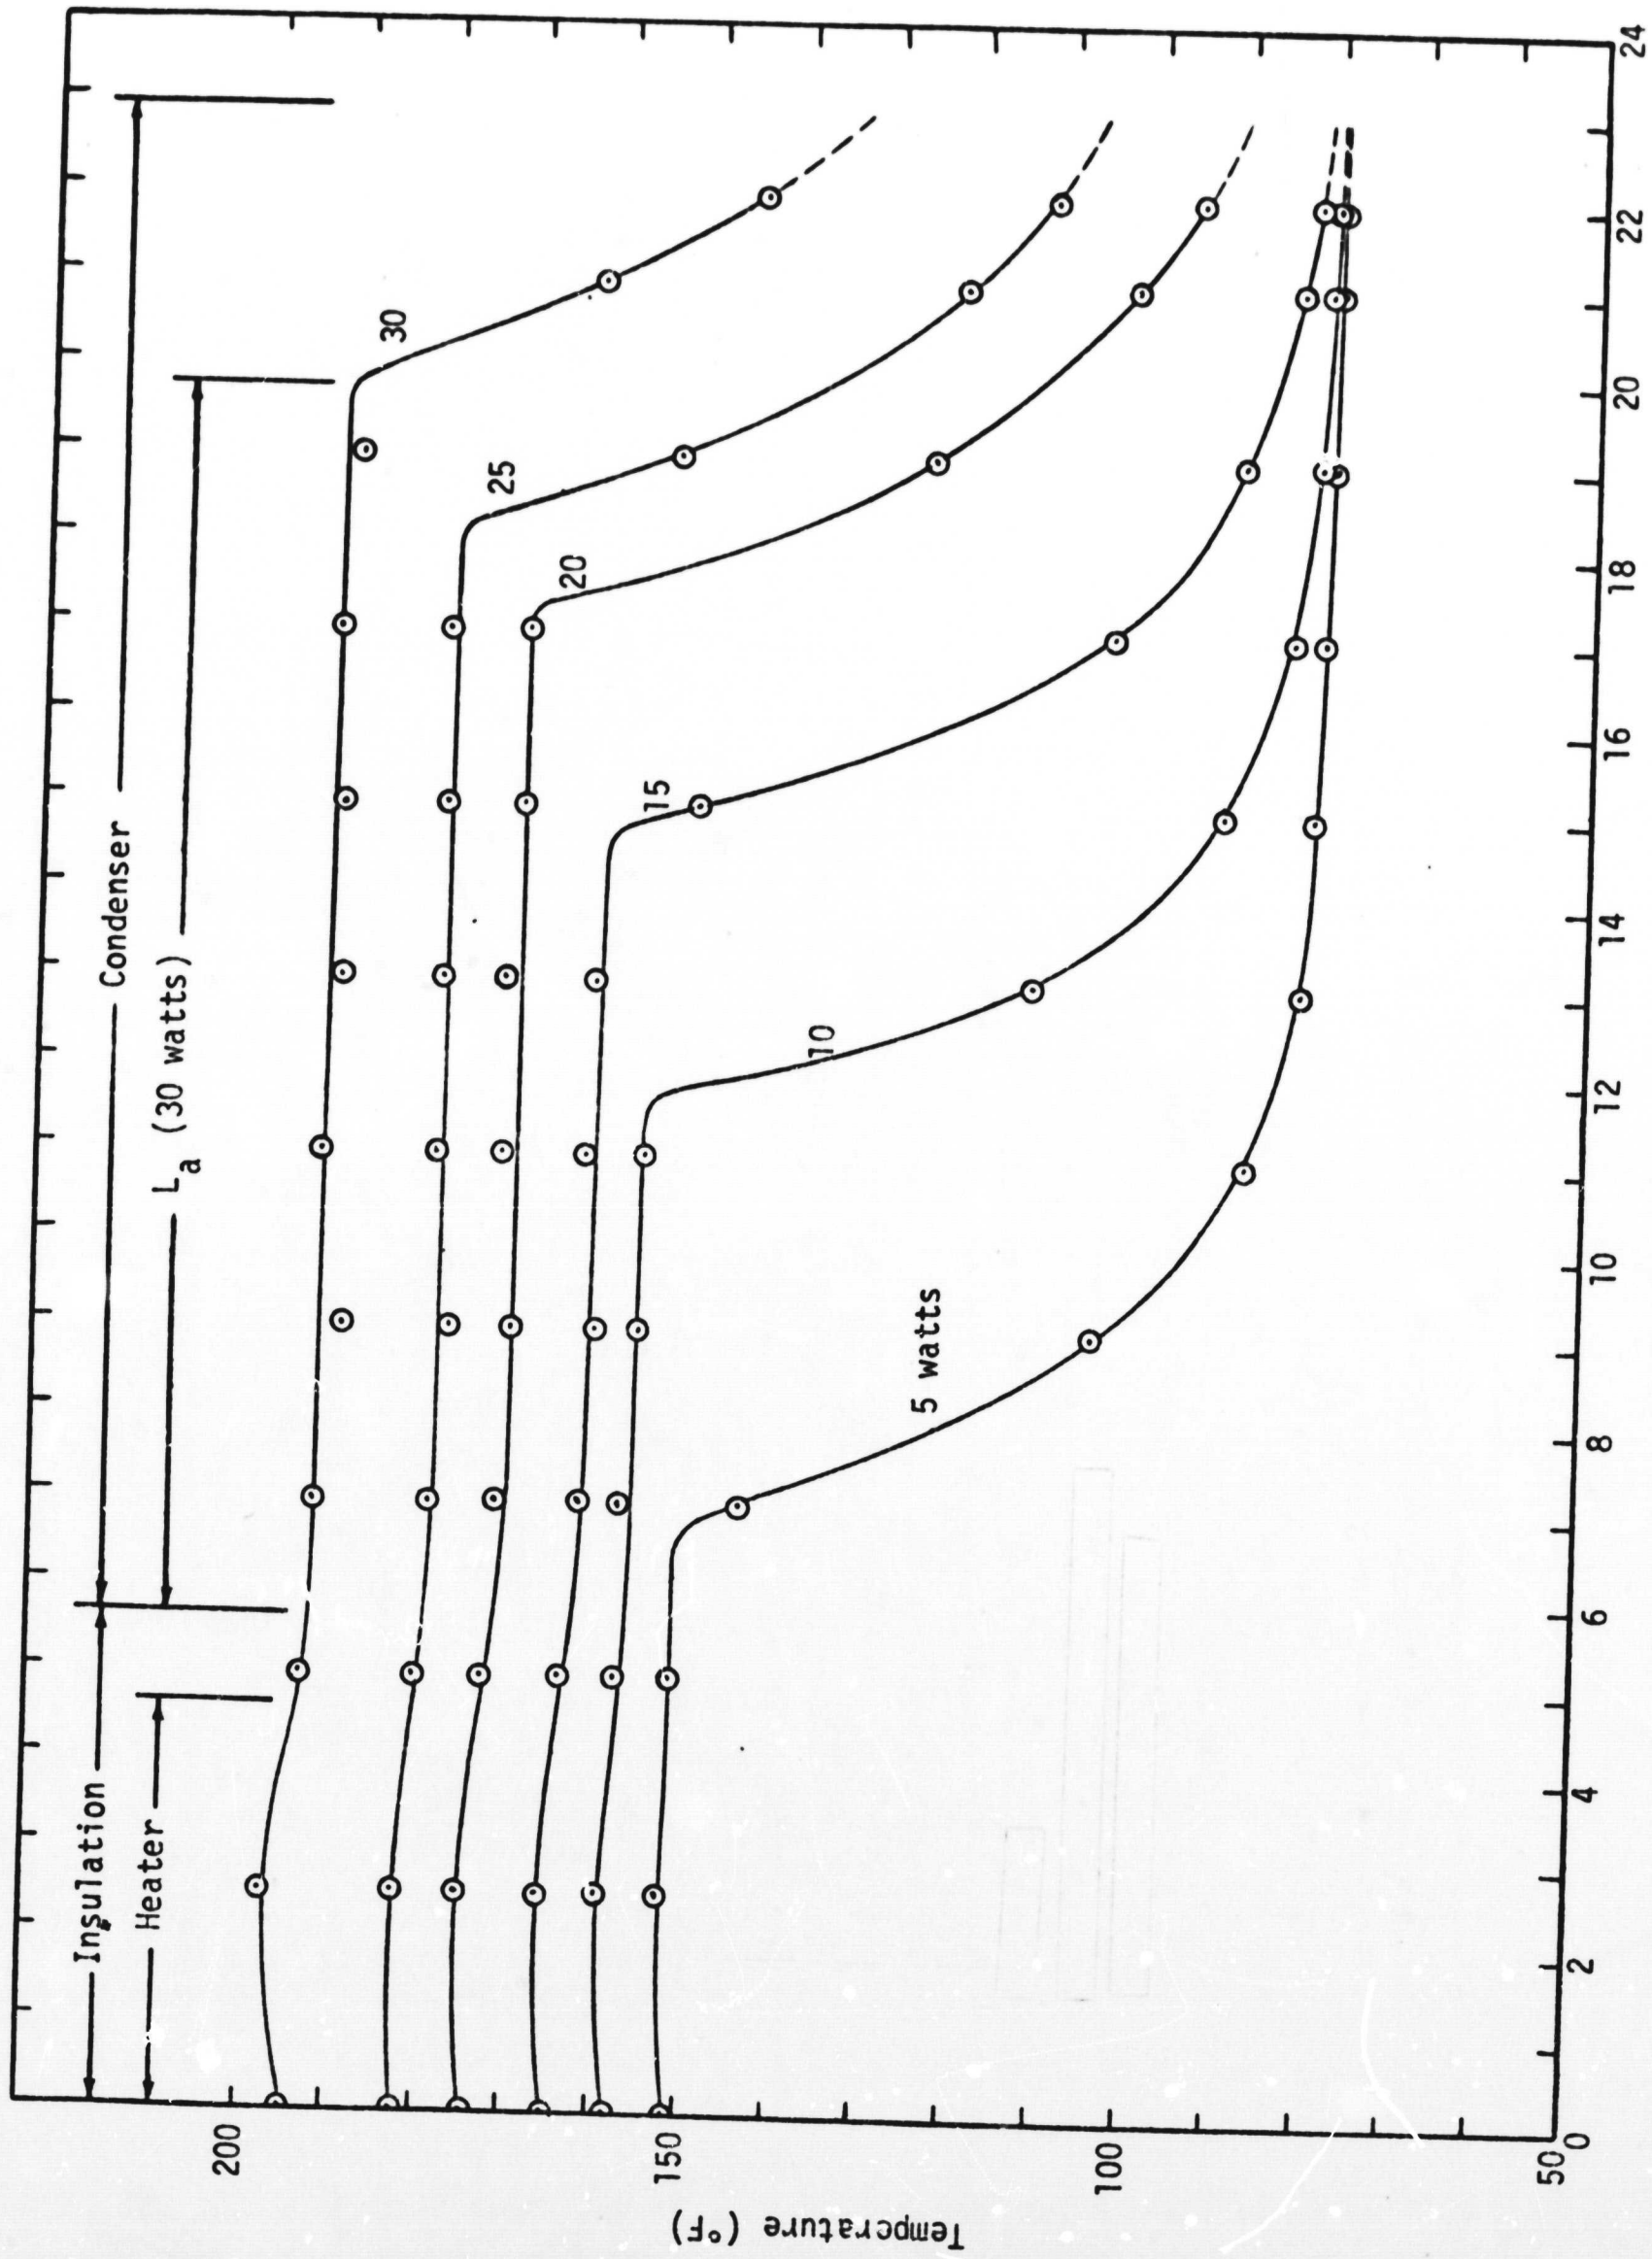 Insulation
Condenser
Heater
L_a (30 watts)
30
25
20
15
10
5 watts
Temperature (°F)
200
150
100
50
0 2 4 6 8 10 12 14 16 18 20 22 24